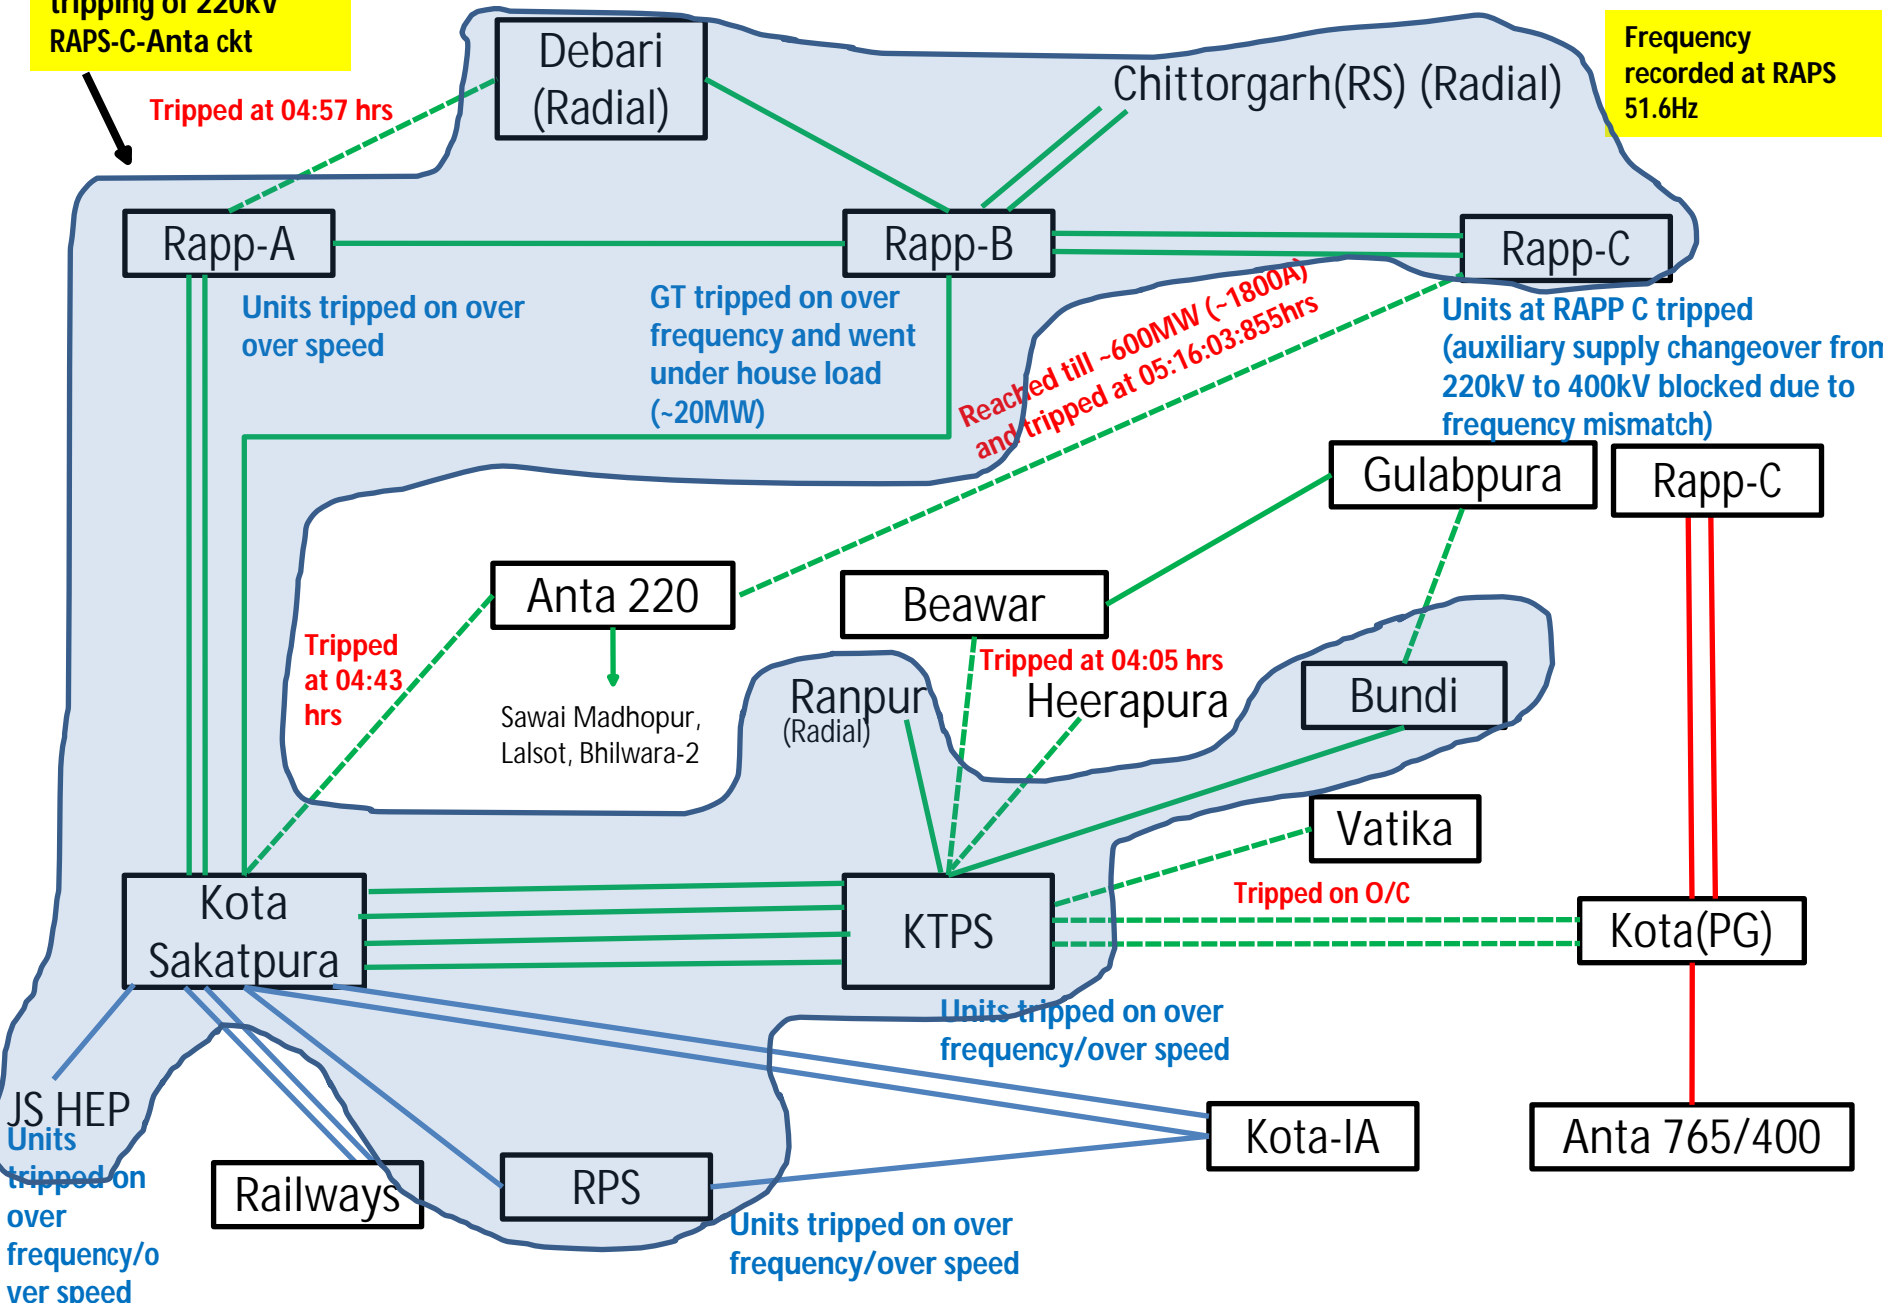 tripping of 220kV
RAPS-C-Anta ckt
Frequency
recorded at RAPS
51.6Hz
Debari
(Radial)
Chittorgarh(RS) (Radial)
Tripped at 04:57 hrs
Rapp-A
Rapp-B
Rapp-C
Units tripped on over
over speed
GT tripped on over
frequency and went
under house load
(~20MW)
Reached till ~600MW (~1800A)
and tripped at 05:16:03:855hrs
Units at RAPP C tripped
(auxiliary supply changeover from
220kV to 400kV blocked due to
frequency mismatch)
Gulabpura
Rapp-C
Anta 220
Beawar
Tripped
at 04:43
hrs
Tripped at 04:05 hrs
Sawai Madhopur,
Lalsot, Bhilwara-2
Ranpur
(Radial)
Heerapura
Bundi
Vatika
Tripped on O/C
Kota
Sakatpura
KTPS
Kota(PG)
Units tripped on over
frequency/over speed
JS HEP
Units
tripped on
over
frequency/o
ver speed
Railways
RPS
Kota-IA
Anta 765/400
Units tripped on over
frequency/over speed